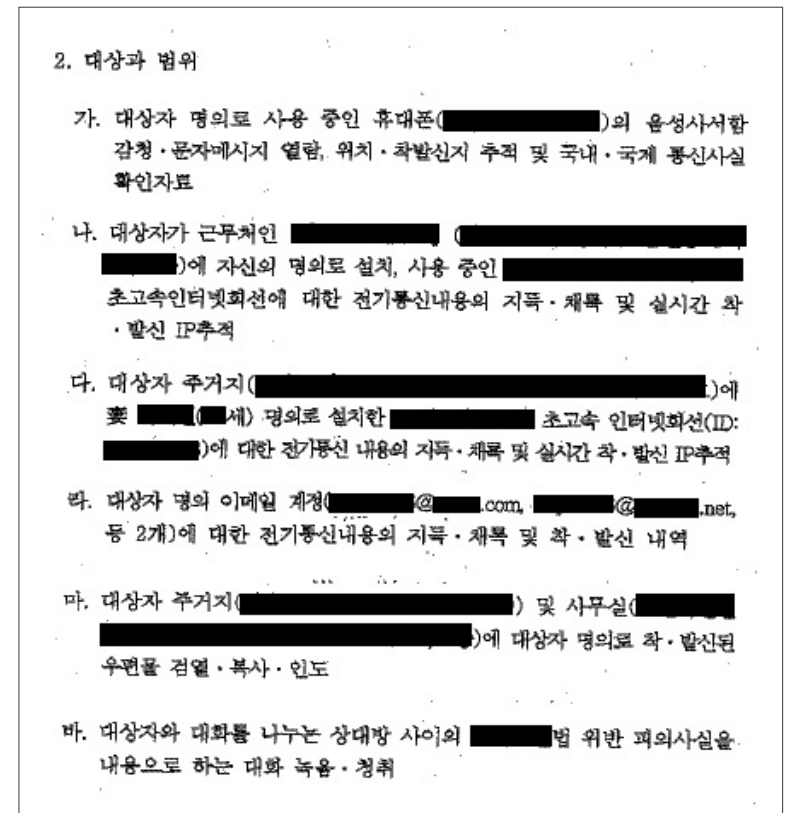 2. 대상과 범위
가. 대상자 명의로 사용 중인 휴대폰( )의 음성사서함
감청·문자메시지 열람, 위치·착발신지 추적 및 국내·국제 통신사실
확인자료
나. 대상자가 근무처인 (
)에 자신의 명의로 설치, 사용 중인
초고속인터넷회선에 대한 전기통신내용의 지득·채록 및 실시간 착
·발신 IP추적
다. 대상자 주거지( )에
妻 ( 세) 명의로 설치한 초고속 인터넷회선(ID:
)에 대한 전기통신 내용의 지득·채록 및 실시간 착·발신 IP추적
라. 대상자 명의 이메일 계정( @ .com, @ .net,
등 2개)에 대한 전기통신내용의 지득·채록 및 착·발신 내역
마. 대상자 주거지( ) 및 사무실(
)에 대상자 명의로 착·발신된
우편물 검열·복사·인도
바. 대상자와 대화를 나누는 상대방 사이의 법 위반 피의사실을
내용으로 하는 대화 녹음·청취